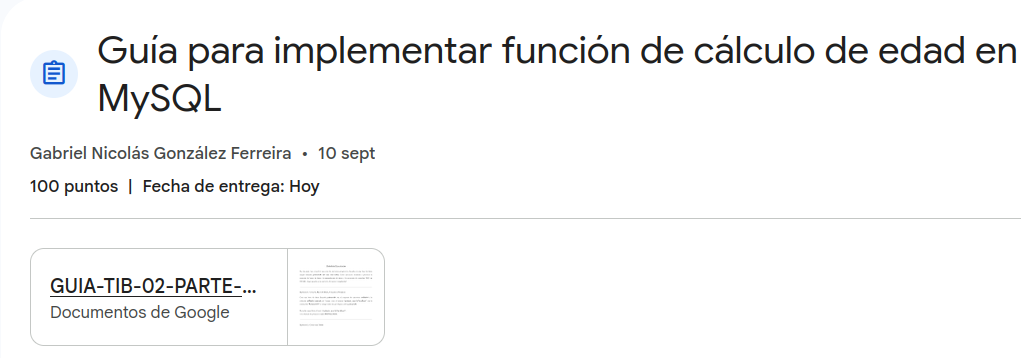 Guía para implementar función de cálculo de edad en
MySQL
Gabriel Nicolás González Ferreira • 10 sept
100 puntos | Fecha de entrega: Hoy
GUIA-TIB-02-PARTE-...
Documentos de Google